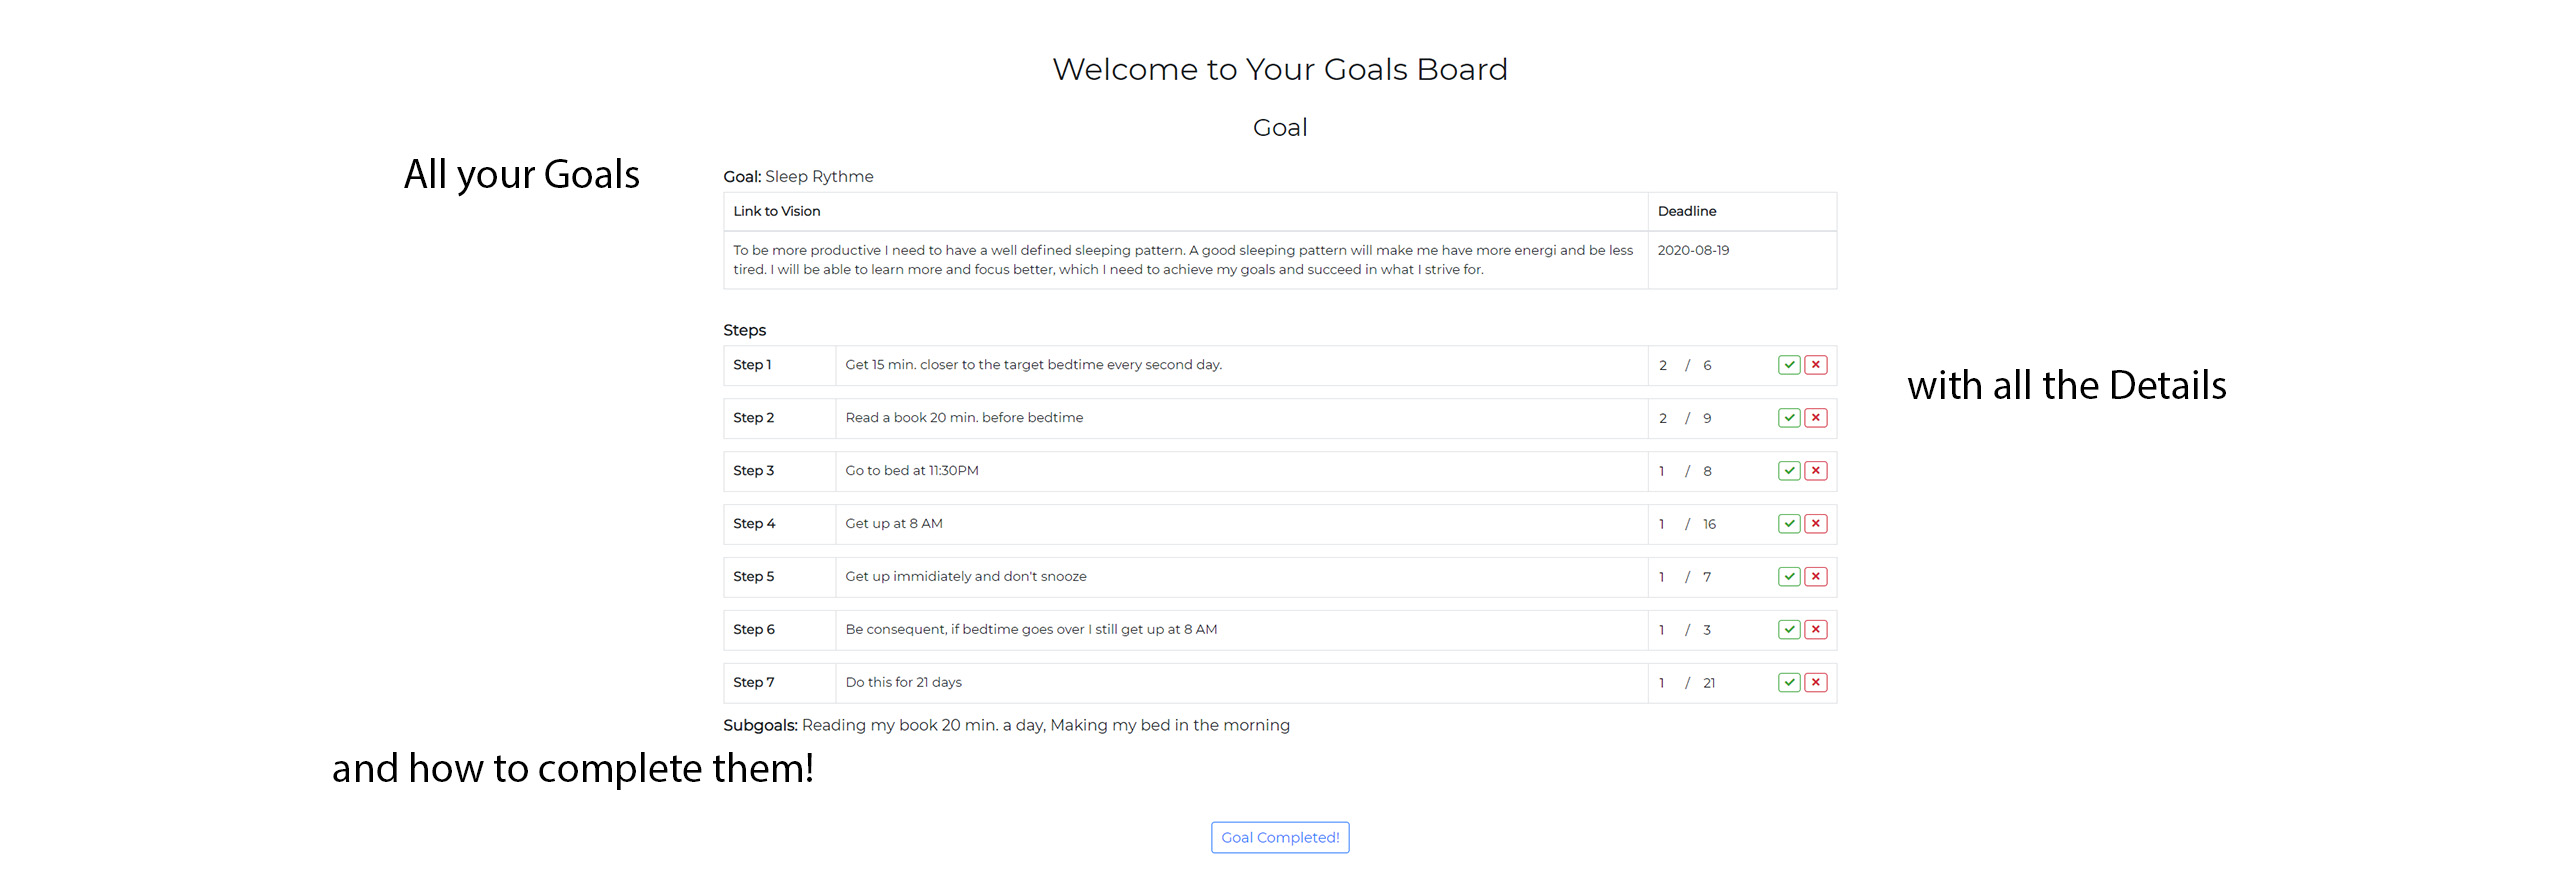 Welcome to Your Goals Board
Goal
All your Goals
Goal: Sleep Rythme
Link to Vision Deadline
To be more productive I need to have a well defined sleeping pattern. A good sleeping pattern will make me have more energi and be less 2020-08-19
tired. I will be able to learn more and focus better, which I need to achieve my goals and succeed in what I strive for.
Steps
Step 1 Get 15 min. closer to the target bedtime every second day. 2 / 6
with all the Details
Step 2 Read a book 20 min. before bedtime 2 / 9
Step 3 Go to bed at 11:30PM 1 / 8
Step 4 Get up at 8 AM 1 / 16
Step 5 Get up immidiately and don't snooze 1 / 7
Step 6 Be consequent, if bedtime goes over I still get up at 8 AM 1 / 3
Step 7 Do this for 21 days 1 / 21
Subgoals: Reading my book 20 min. a day, Making my bed in the morning
and how to complete them!
Goal Completed!